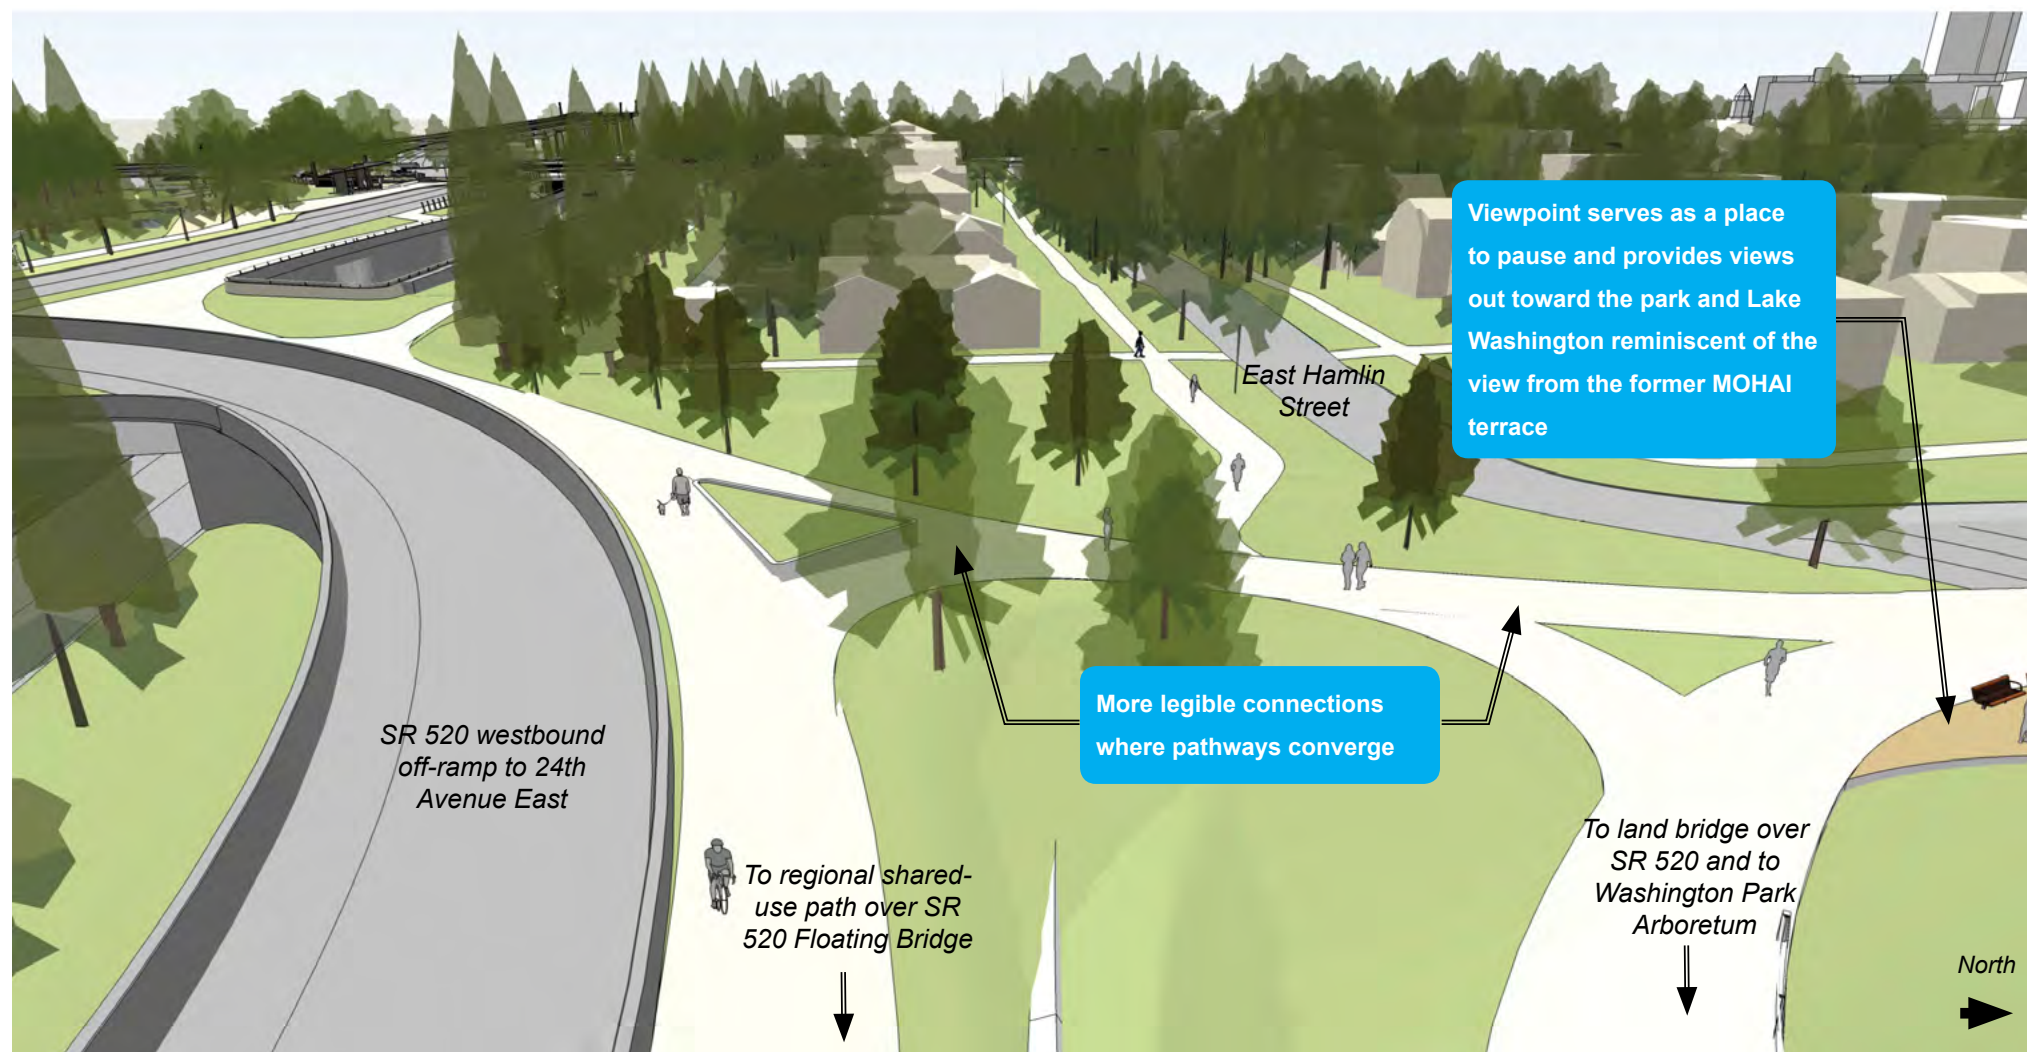 Viewpoint serves as a place
to pause and provides views
out toward the park and Lake
Washington reminiscent of the
view from the former MOHAI
terrace
East Hamlin
Street
More legible connections
where pathways converge
SR 520 westbound
off-ramp to 24th
Avenue East
To regional shared-
use path over SR
520 Floating Bridge
To land bridge over
SR 520 and to
Washington Park
Arboretum
North